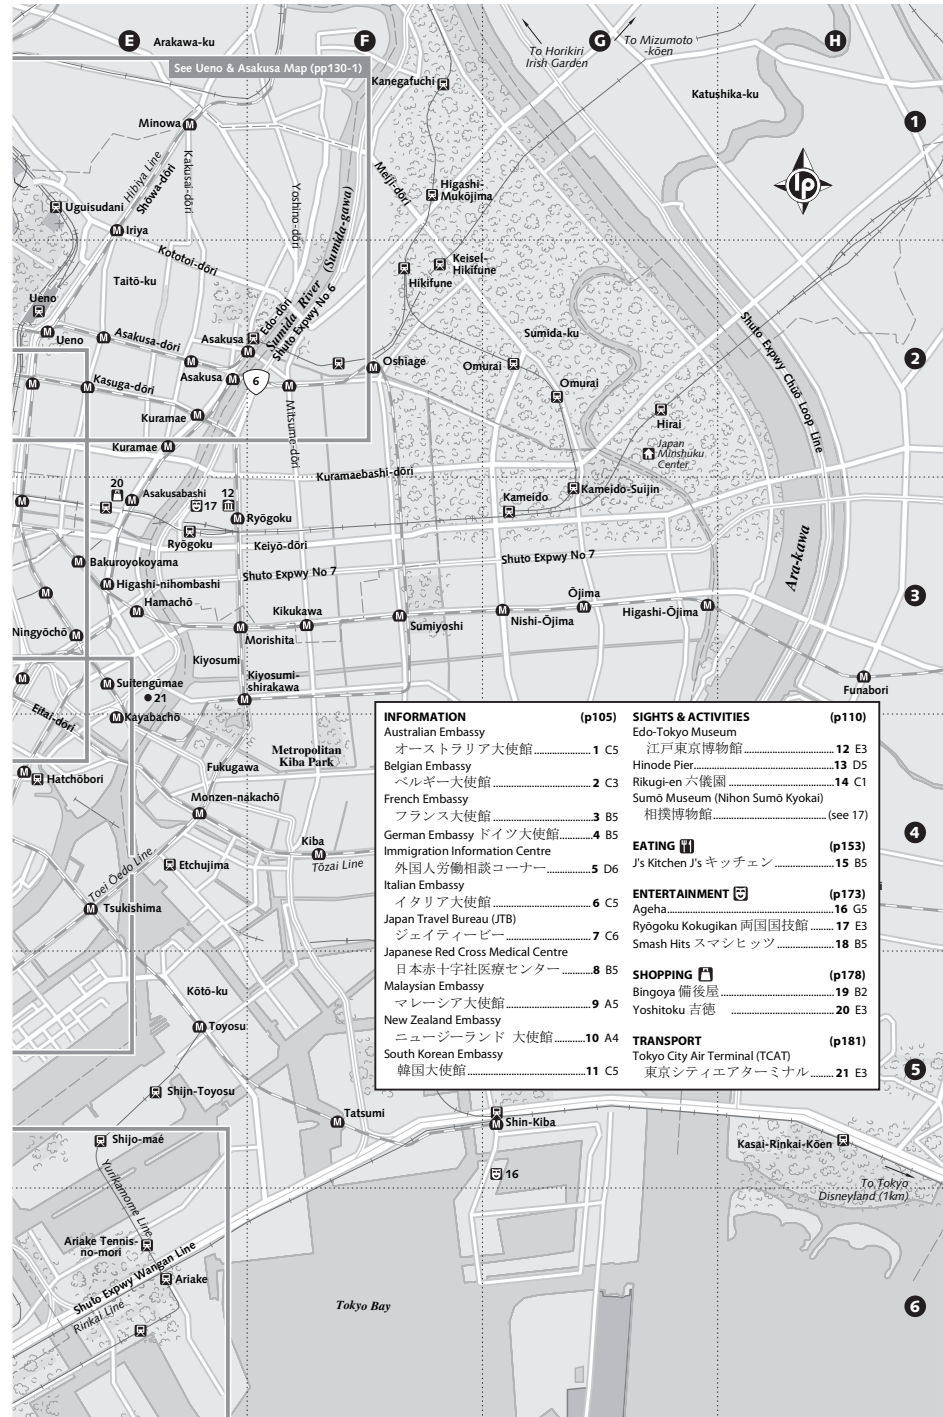 E
F
G
H
Arakawa-ku
To Horikiri
Irish Garden
To Mizumoto
-kōen
See Ueno & Asakusa Map (pp130-1)
Kanegafuchi
Katushika-ku
1
Minowa
Hibiya Line
Shōwa-dōri
Kakusai-dōri
Meiji-dōri
lp
Higashi-
Mukōjima
Yoshino-dōri
Uguisudani
Iriya
Kototoi-dōri
Sumida River (Sumida-gawa)
Keisei-
Hikifune
Hikifune
Taitō-ku
Ueno
Edo-dōri
Shuto Expwy No 6
Shuto Expwy Chūō Loop Line
Ueno
Asakusa-dōri
Asakusa
Sumida-ku
2
Oshiage
Omurai
Asakusa
6
Kasuga-dōri
Omurai
Mitsume-dōri
Kuramae
Hirai
Kuramae
Japan
Minshuku
Center
Kuramaebashi-dōri
20
Asakusabashi
12
17
Kameido
Kameido-Suijin
Ryōgoku
Ryōgoku
Keiyō-dōri
Ara-kawa
Bakuroyokoyama
Shuto Expwy No 7
Shuto Expwy No 7
Higashi-nihombashi
Hamachō
Kikukawa
Ōjima
3
Higashi-Ōjima
Nishi-Ōjima
Sumiyoshi
Ningyōchō
Morishita
Kiyosumi
Kiyosumi-
shirakawa
Suitengūmae
21
Funabori
Eitai-dōri
Kayabachō
Metropolitan
Kiba Park
Fukugawa
Hatchōbori
Monzen-nakachō
Kiba
Tōzai Line
4
Toei Ōedo Line
Etchujima
Tsukishima
i
Kōtō-ku
Toyosu
5
Shijn-Toyosu
Tatsumi
Shin-Kiba
Shijo-maé
Kasai-Rinkai-Kōen
16
To Tokyo
Disneyland (1km)
Yurikamome Line
Ariake Tennis-
no-mori
Shuto Expwy Wangan Line
Ariake
Rinkai Line
Tokyo Bay
6
INFORMATION (p105)
Australian Embassy
オーストラリア大使館 1 C5
Belgian Embassy
ベルギー大使館 2 C3
French Embassy
フランス大使館 3 B5
German Embassy ドイツ大使館 4 B5
Immigration Information Centre
外国人労働相談コーナー 5 D6
Italian Embassy
イタリア大使館 6 C5
Japan Travel Bureau (JTB)
ジェイティービー 7 C6
Japanese Red Cross Medical Centre
日本赤十字社医療センター 8 B5
Malaysian Embassy
マレーシア大使館 9 A5
New Zealand Embassy
ニュージーランド 大使館 10 A4
South Korean Embassy
韓国大使館 11 C5
SIGHTS & ACTIVITIES (p110)
Edo-Tokyo Museum
江戸東京博物館 12 E3
Hinode Pier 13 D5
Rikugi-en 六儀園 14 C1
Sumō Museum (Nihon Sumō Kyokai)
相撲博物館 (see 17)
EATING (p153)
J's Kitchen J's キッチェン 15 B5
ENTERTAINMENT (p173)
Ageha 16 G5
Ryōgoku Kokugikan 両国国技館 17 E3
Smash Hits スマシヒッツ 18 B5
SHOPPING (p178)
Bingoya 備後屋 19 B2
Yoshitoku 吉徳 20 E3
TRANSPORT (p181)
Tokyo City Air Terminal (TCAT)
東京シティエアターミナル 21 E3